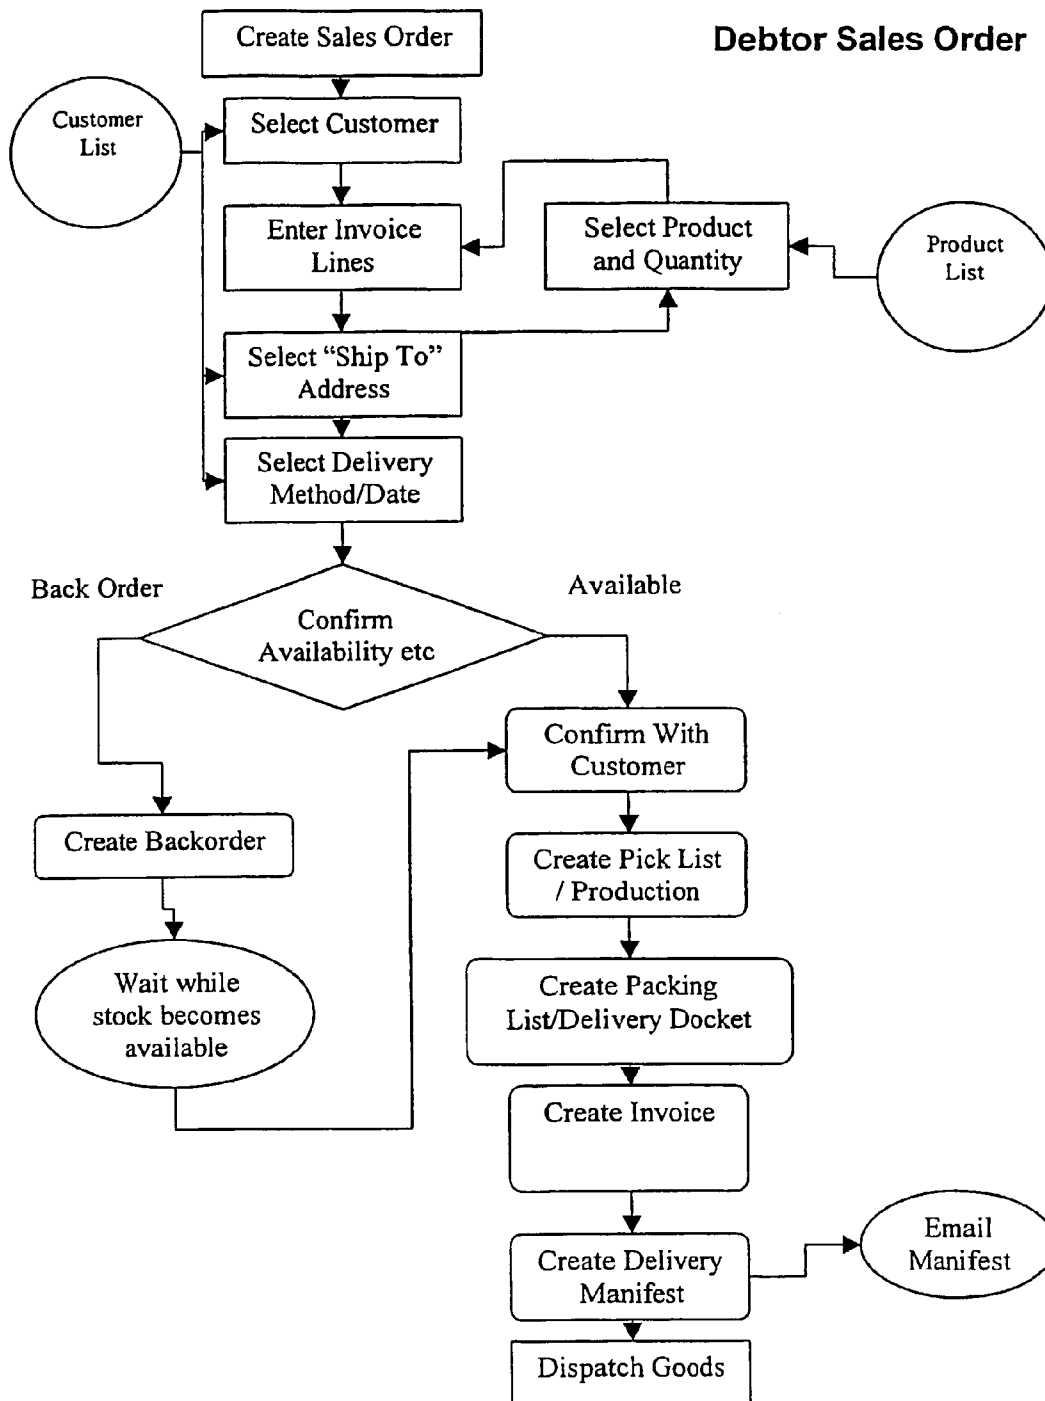 Create Sales Order
Debtor Sales Order
Customer
List
Select Customer
Enter Invoice
Lines
Select Product
and Quantity
Product
List
Select “Ship To”
Address
Select Delivery
Method/Date
Back Order
Available
Confirm
Availability etc
Confirm With
Customer
Create Backorder
Create Pick List
/ Production
Wait while
stock becomes
available
Create Packing
List/Delivery Docket
Create Invoice
Create Delivery
Manifest
Email
Manifest
Dispatch Goods